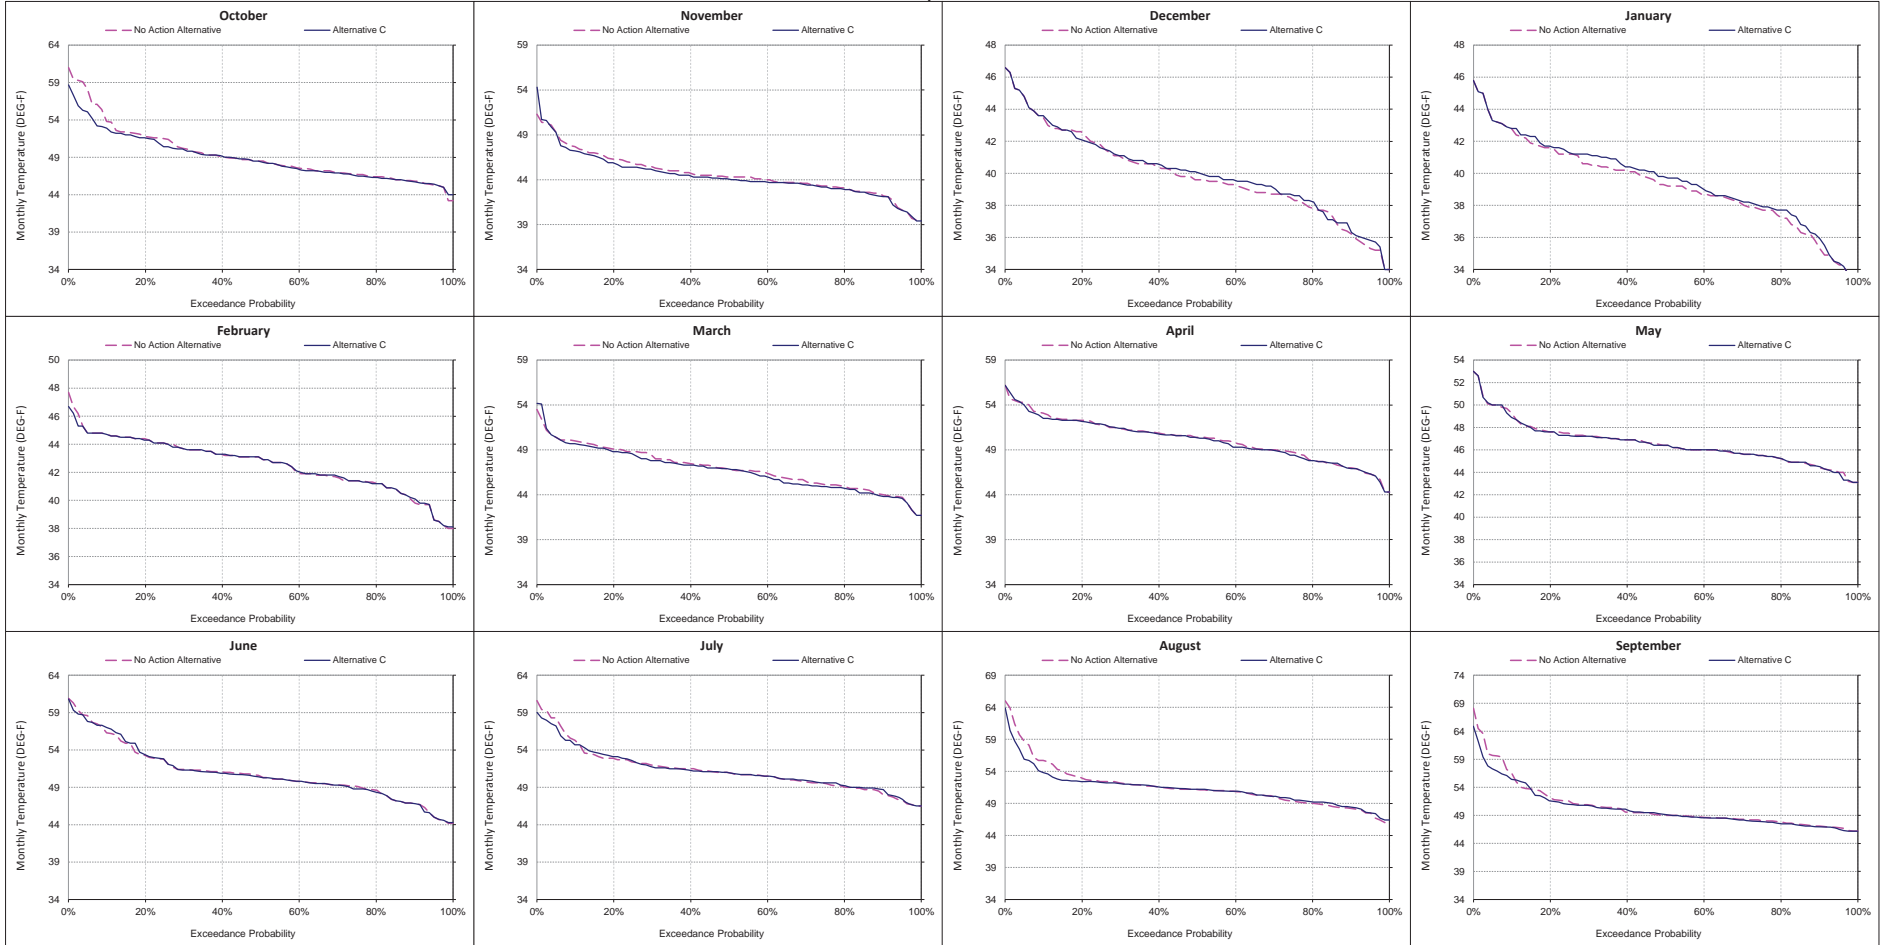 October
No Action Alternative Alternative C
Monthly Temperature (DEG-F)
64
59
54
49
44
39
34
0% 20% 40% 60% 80% 100%
Exceedance Probability
November
No Action Alternative Alternative C
Monthly Temperature (DEG-F)
59
54
49
44
39
34
0% 20% 40% 60% 80% 100%
Exceedance Probability
December
No Action Alternative Alternative C
Monthly Temperature (DEG-F)
48
46
44
42
40
38
36
34
0% 20% 40% 60% 80% 100%
Exceedance Probability
January
No Action Alternative Alternative C
Monthly Temperature (DEG-F)
48
46
44
42
40
38
36
34
0% 20% 40% 60% 80% 100%
Exceedance Probability
February
No Action Alternative Alternative C
Monthly Temperature (DEG-F)
50
48
46
44
42
40
38
36
34
0% 20% 40% 60% 80% 100%
Exceedance Probability
March
No Action Alternative Alternative C
Monthly Temperature (DEG-F)
59
54
49
44
39
34
0% 20% 40% 60% 80% 100%
Exceedance Probability
April
No Action Alternative Alternative C
Monthly Temperature (DEG-F)
59
54
49
44
39
34
0% 20% 40% 60% 80% 100%
Exceedance Probability
May
No Action Alternative Alternative C
Monthly Temperature (DEG-F)
54
52
50
48
46
44
42
40
38
36
34
0% 20% 40% 60% 80% 100%
Exceedance Probability
June
No Action Alternative Alternative C
Monthly Temperature (DEG-F)
64
59
54
49
44
39
34
0% 20% 40% 60% 80% 100%
Exceedance Probability
July
No Action Alternative Alternative C
Monthly Temperature (DEG-F)
64
59
54
49
44
39
34
0% 20% 40% 60% 80% 100%
Exceedance Probability
August
No Action Alternative Alternative C
Monthly Temperature (DEG-F)
69
64
59
54
49
44
39
34
0% 20% 40% 60% 80% 100%
Exceedance Probability
September
No Action Alternative Alternative C
Monthly Temperature (DEG-F)
74
69
64
59
54
49
44
39
34
0% 20% 40% 60% 80% 100%
Exceedance Probability